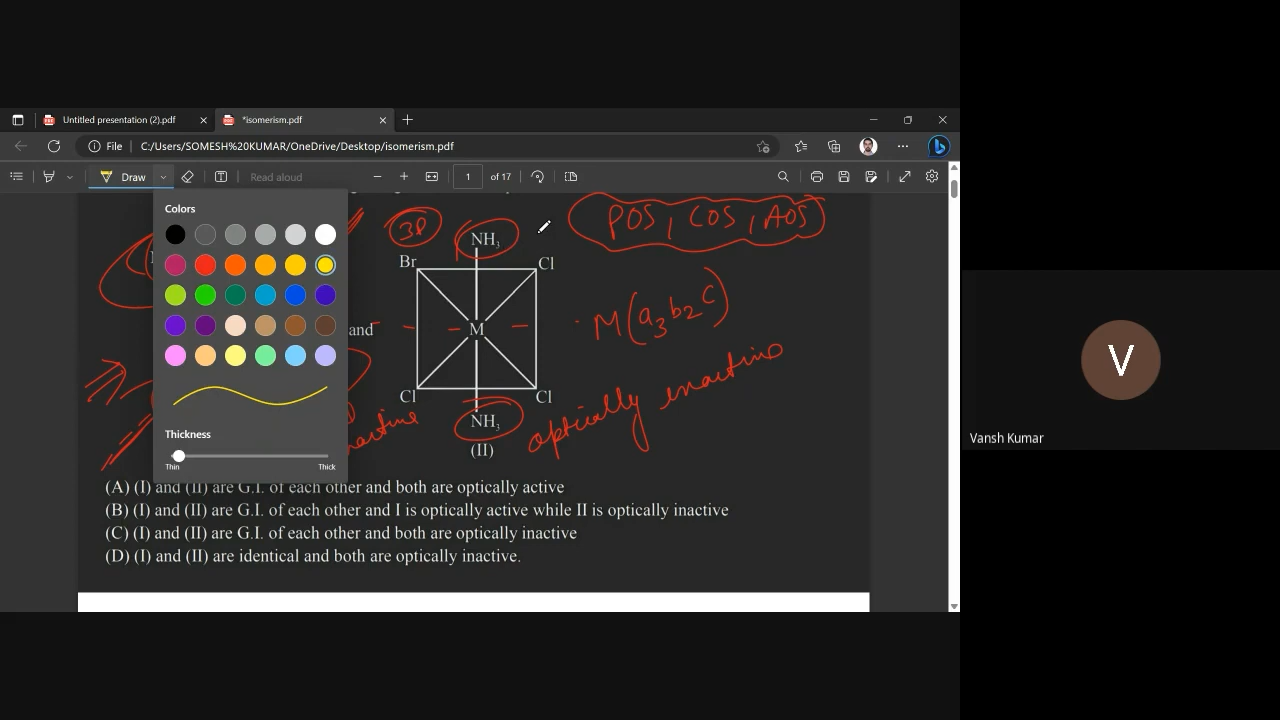 Untitled presentation (2).pdf
*isomerism.pdf
File
C:/Users/SOMESH%20KUMAR/OneDrive/Desktop/isomerism.pdf
Draw
Read aloud
1 of 17
Colors
Thickness
Thin Thick
3P
NH3
POS, COS, AOS
Br Cl
M(a3b2c)
and
M
Cl Cl
NH3
optically inactive
(II)
(A) (I) and (II) are G.I. of each other and both are optically active
(B) (I) and (II) are G.I. of each other and I is optically active while II is optically inactive
(C) (I) and (II) are G.I. of each other and both are optically inactive
(D) (I) and (II) are identical and both are optically inactive.
V
Vansh Kumar